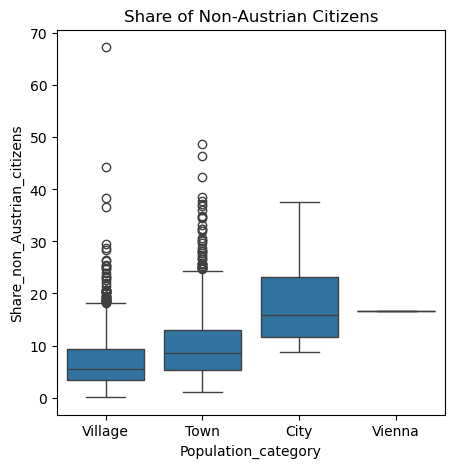 Share of Non-Austrian Citizens
70
60
50
40
30
20
10
0
Share_non_Austrian_citizens
Village Town City Vienna
Population_category